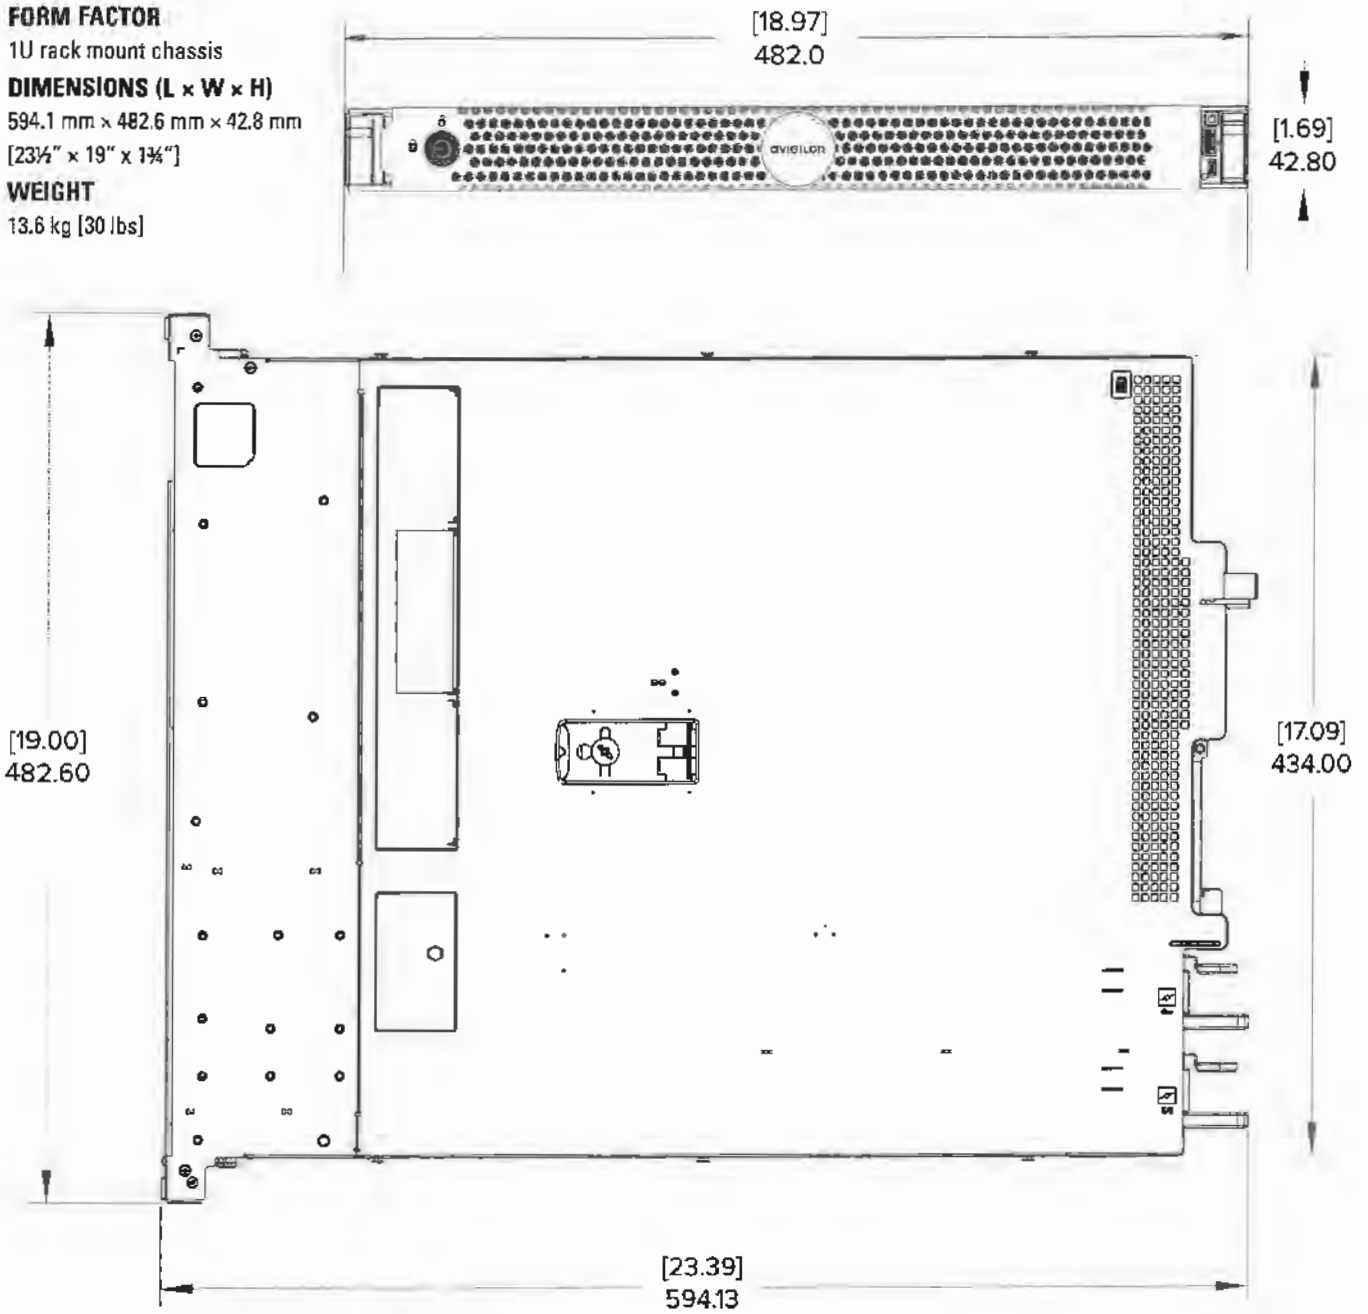 FORM FACTOR
1U rack mount chassis
DIMENSIONS (L × W × H)
594.1 mm × 482.6 mm × 42.8 mm
[23½" × 19" x 1¾"]
WEIGHT
13.6 kg [30 lbs]
[18.97]
482.0
AVIGILON
[1.69]
42.80
[19.00]
482.60
[17.09]
434.00
[23.39]
594.13